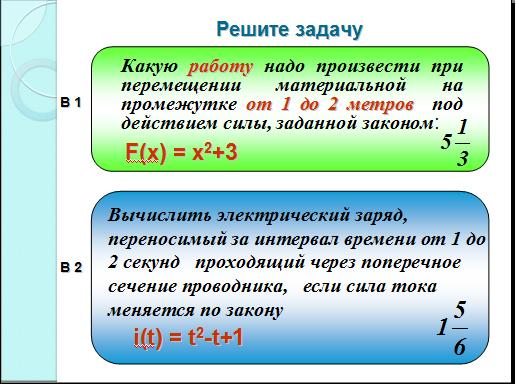 Решите задачу
В 1
Какую работу надо произвести при
перемещении материальной на
промежутке от 1 до 2 метров под
действием силы, заданной законом:
F(x) = x²+3
5 1/3
В 2
Вычислить электрический заряд,
переносимый за интервал времени от 1 до
2 секунд проходящий через поперечное
сечение проводника, если сила тока
меняется по закону
i(t) = t²-t+1
1 5/6